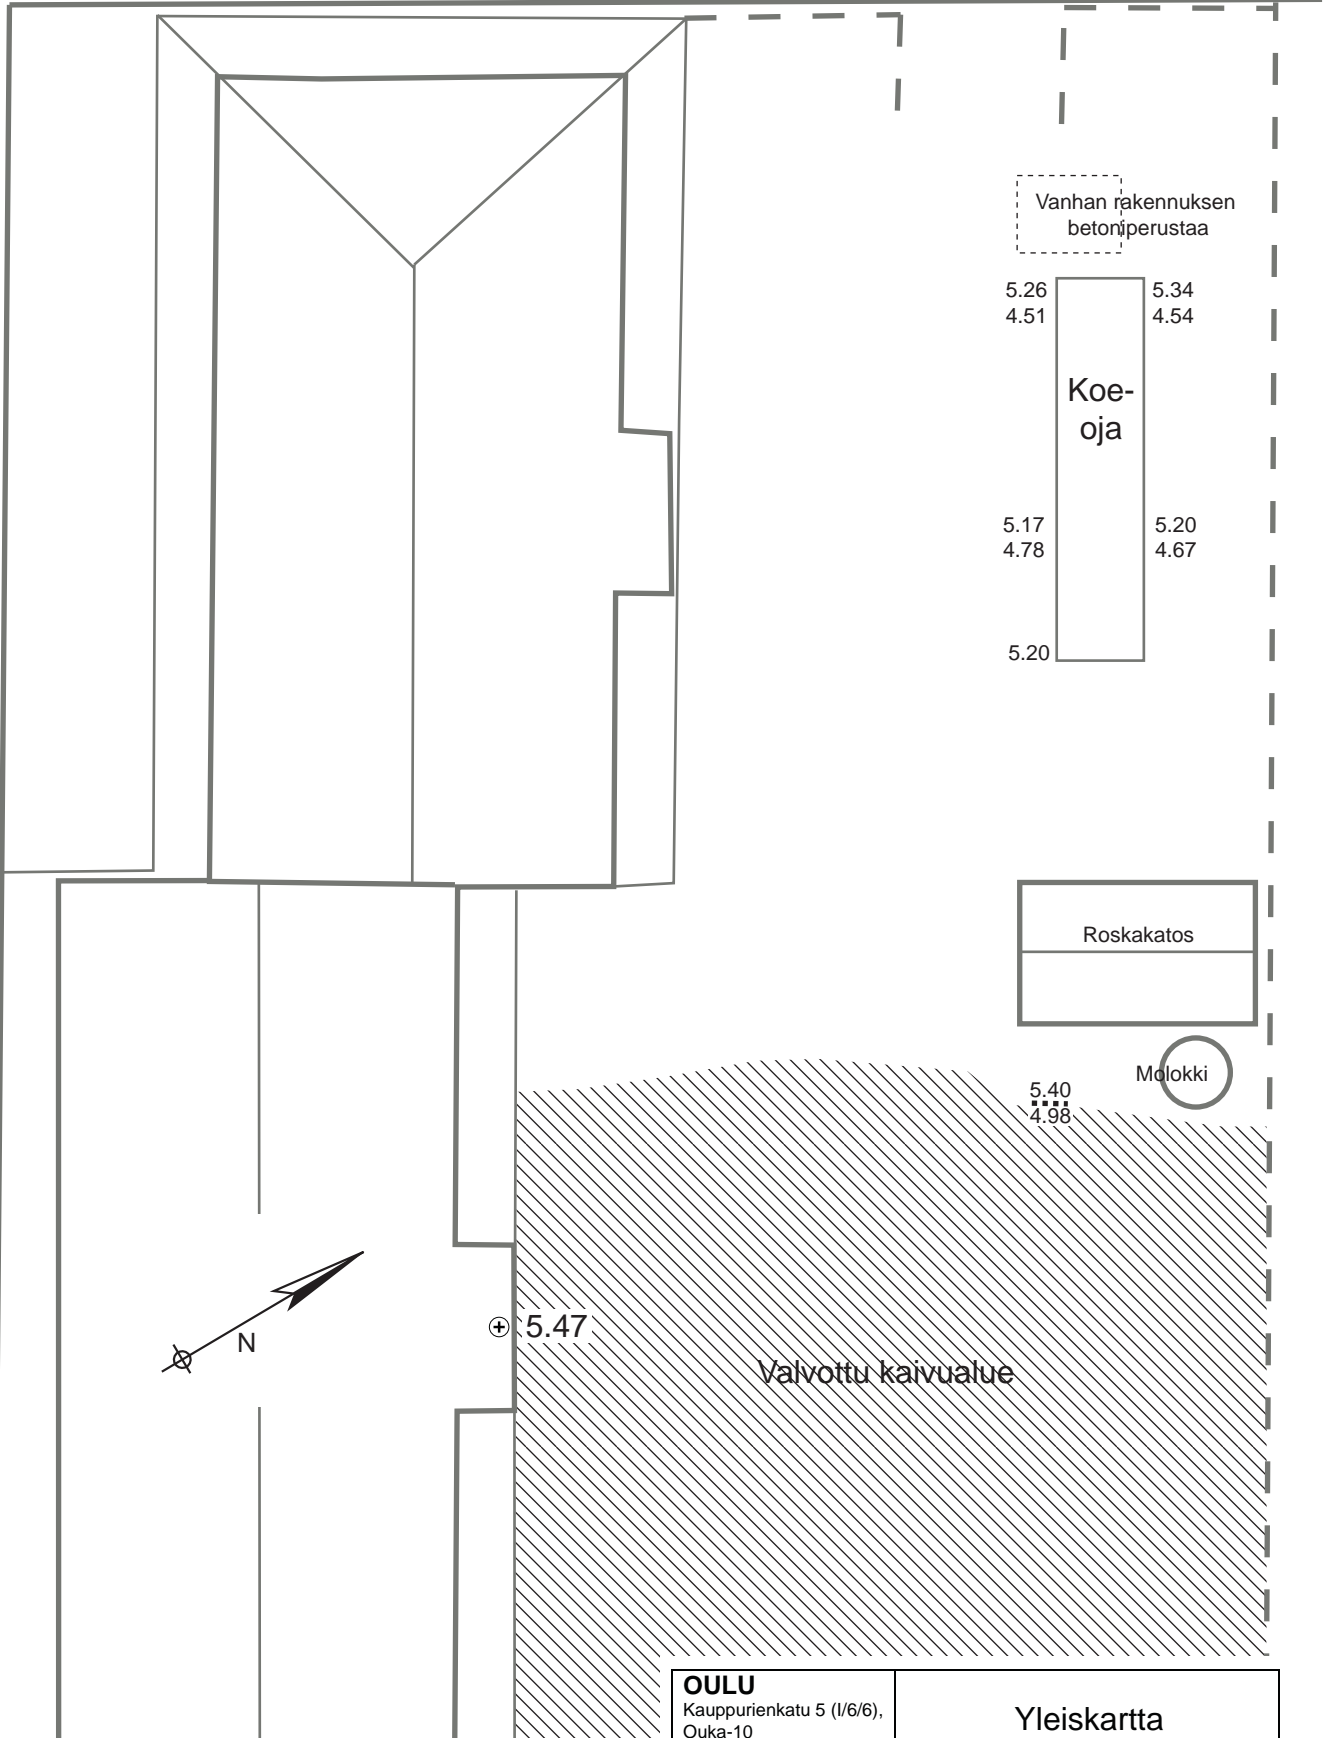 Vanhan rakennuksen
betoniperustaa
5.26
4.51
5.34
4.54
Koe-
oja
5.17
4.78
5.20
4.67
5.20
Roskakatos
Molokki
5.40
4.98
N
5.47
Valvottu kaivualue
OULU
Kauppurienkatu 5 (I/6/6),
Ouka-10
Yleiskartta